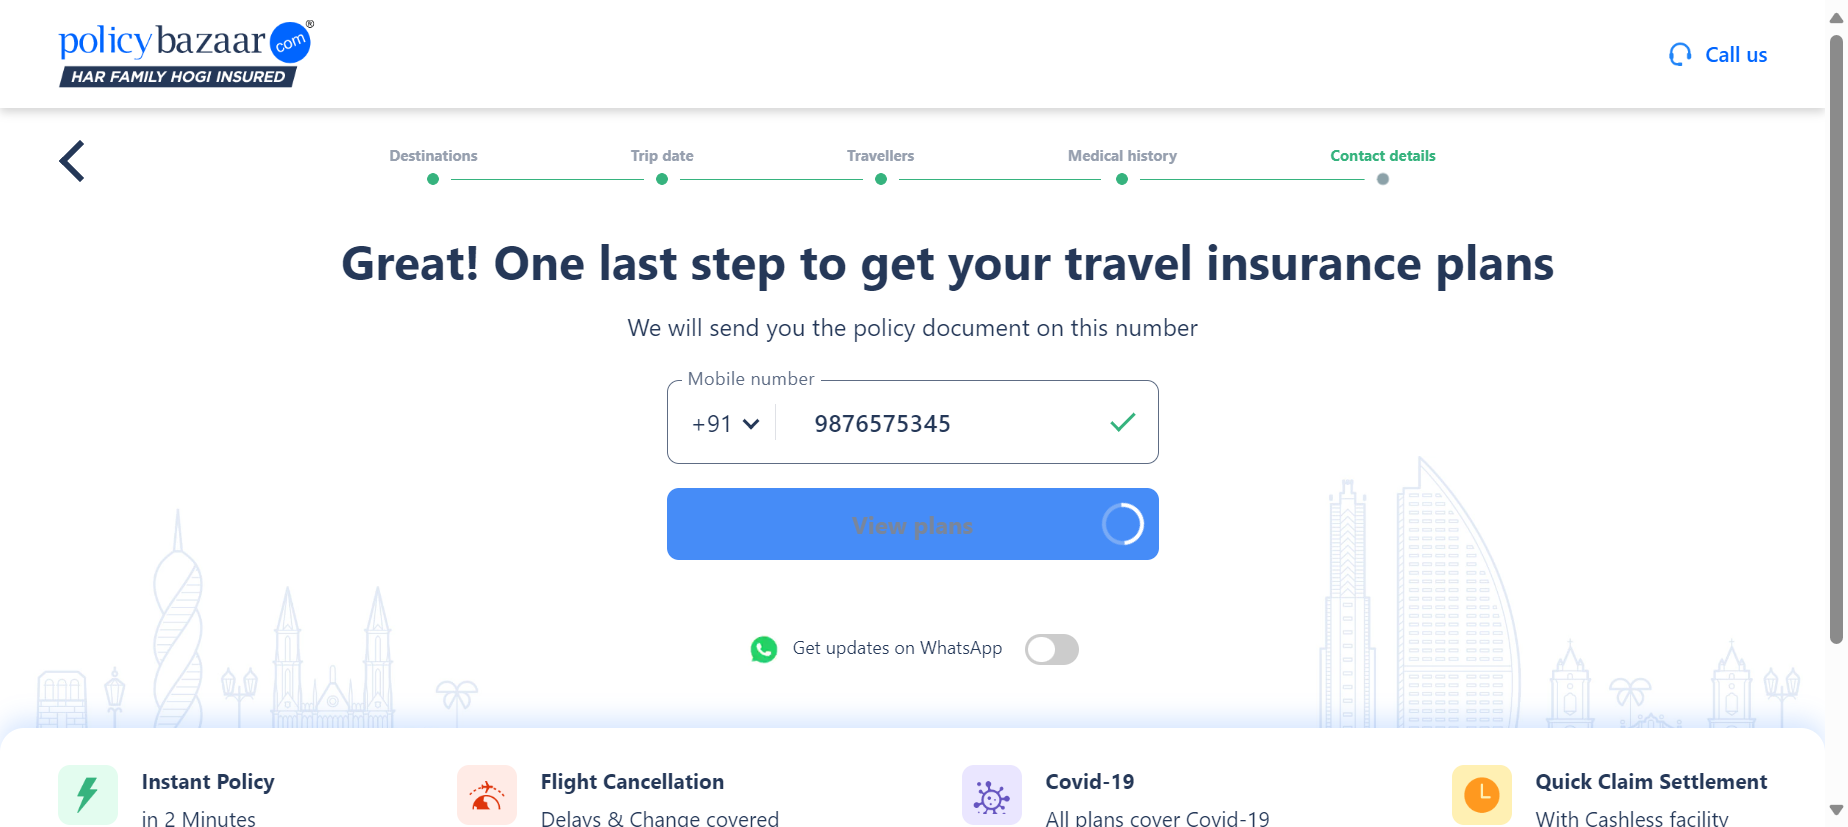 policybazaar com ®
HAR FAMILY HOGI INSURED
Call us
Destinations
Trip date
Travellers
Medical history
Contact details
Great! One last step to get your travel insurance plans
We will send you the policy document on this number
Mobile number
+91
9876575345
View plans
Get updates on WhatsApp
Instant Policy
in 2 Minutes
Flight Cancellation
Delays & Change covered
Covid-19
All plans cover Covid-19
Quick Claim Settlement
With Cashless facility